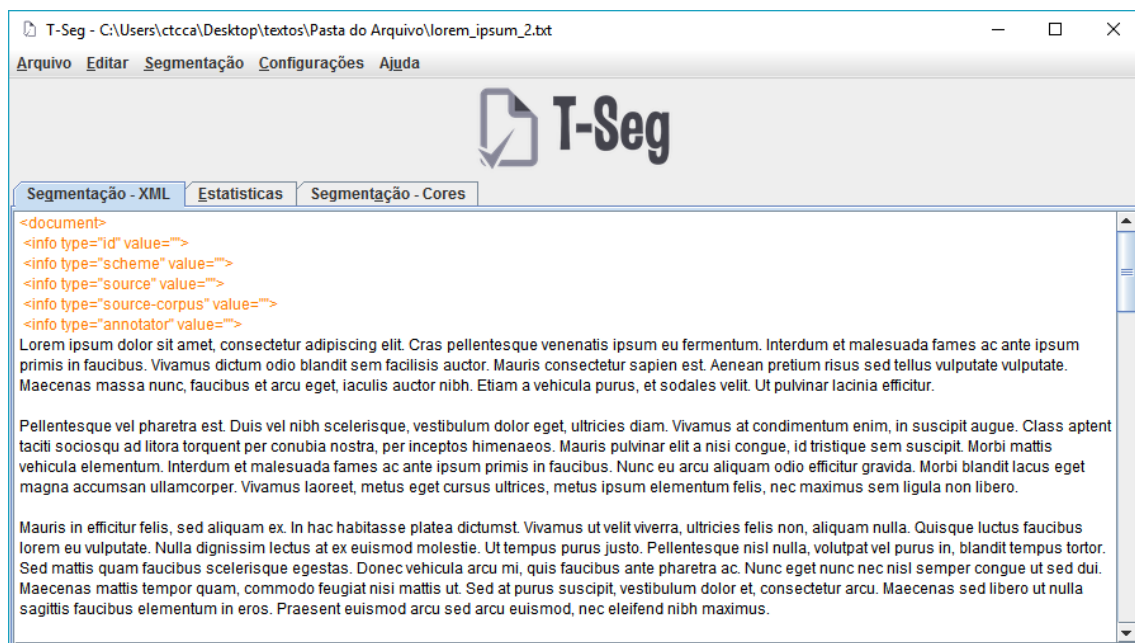 T-Seg - C:\Users\ctcca\Desktop\textos\Pasta do Arquivo\lorem_ipsum_2.txt
Arquivo Editar Segmentação Configurações Ajuda
T-Seg
Segmentação - XML Estatisticas Segmentação - Cores
<document>
<info type="id" value="">
<info type="scheme" value="">
<info type="source" value="">
<info type="source-corpus" value="">
<info type="annotator" value="">
Lorem ipsum dolor sit amet, consectetur adipiscing elit. Cras pellentesque venenatis ipsum eu fermentum. Interdum et malesuada fames ac ante ipsum
primis in faucibus. Vivamus dictum odio blandit sem facilisis auctor. Mauris consectetur sapien est. Aenean pretium risus sed tellus vulputate vulputate.
Maecenas massa nunc, faucibus et arcu eget, iaculis auctor nibh. Etiam a vehicula purus, et sodales velit. Ut pulvinar lacinia efficitur.
Pellentesque vel pharetra est. Duis vel nibh scelerisque, vestibulum dolor eget, ultricies diam. Vivamus at condimentum enim, in suscipit augue. Class aptent
taciti sociosqu ad litora torquent per conubia nostra, per inceptos himenaeos. Mauris pulvinar elit a nisi congue, id tristique sem suscipit. Morbi mattis
vehicula elementum. Interdum et malesuada fames ac ante ipsum primis in faucibus. Nunc eu arcu aliquam odio efficitur gravida. Morbi blandit lacus eget
magna accumsan ullamcorper. Vivamus laoreet, metus eget cursus ultrices, metus ipsum elementum felis, nec maximus sem ligula non libero.
Mauris in efficitur felis, sed aliquam ex. In hac habitasse platea dictumst. Vivamus ut velit viverra, ultricies felis non, aliquam nulla. Quisque luctus faucibus
lorem eu vulputate. Nulla dignissim lectus at ex euismod molestie. Ut tempus purus justo. Pellentesque nisl nulla, volutpat vel purus in, blandit tempus tortor.
Sed mattis quam faucibus scelerisque egestas. Donec vehicula arcu mi, quis faucibus ante pharetra ac. Nunc eget nunc nec nisl semper congue ut sed dui.
Maecenas mattis tempor quam, commodo feugiat nisi mattis ut. Sed at purus suscipit, vestibulum dolor et, consectetur arcu. Maecenas sed libero ut nulla
sagittis faucibus elementum in eros. Praesent euismod arcu sed arcu euismod, nec eleifend nibh maximus.